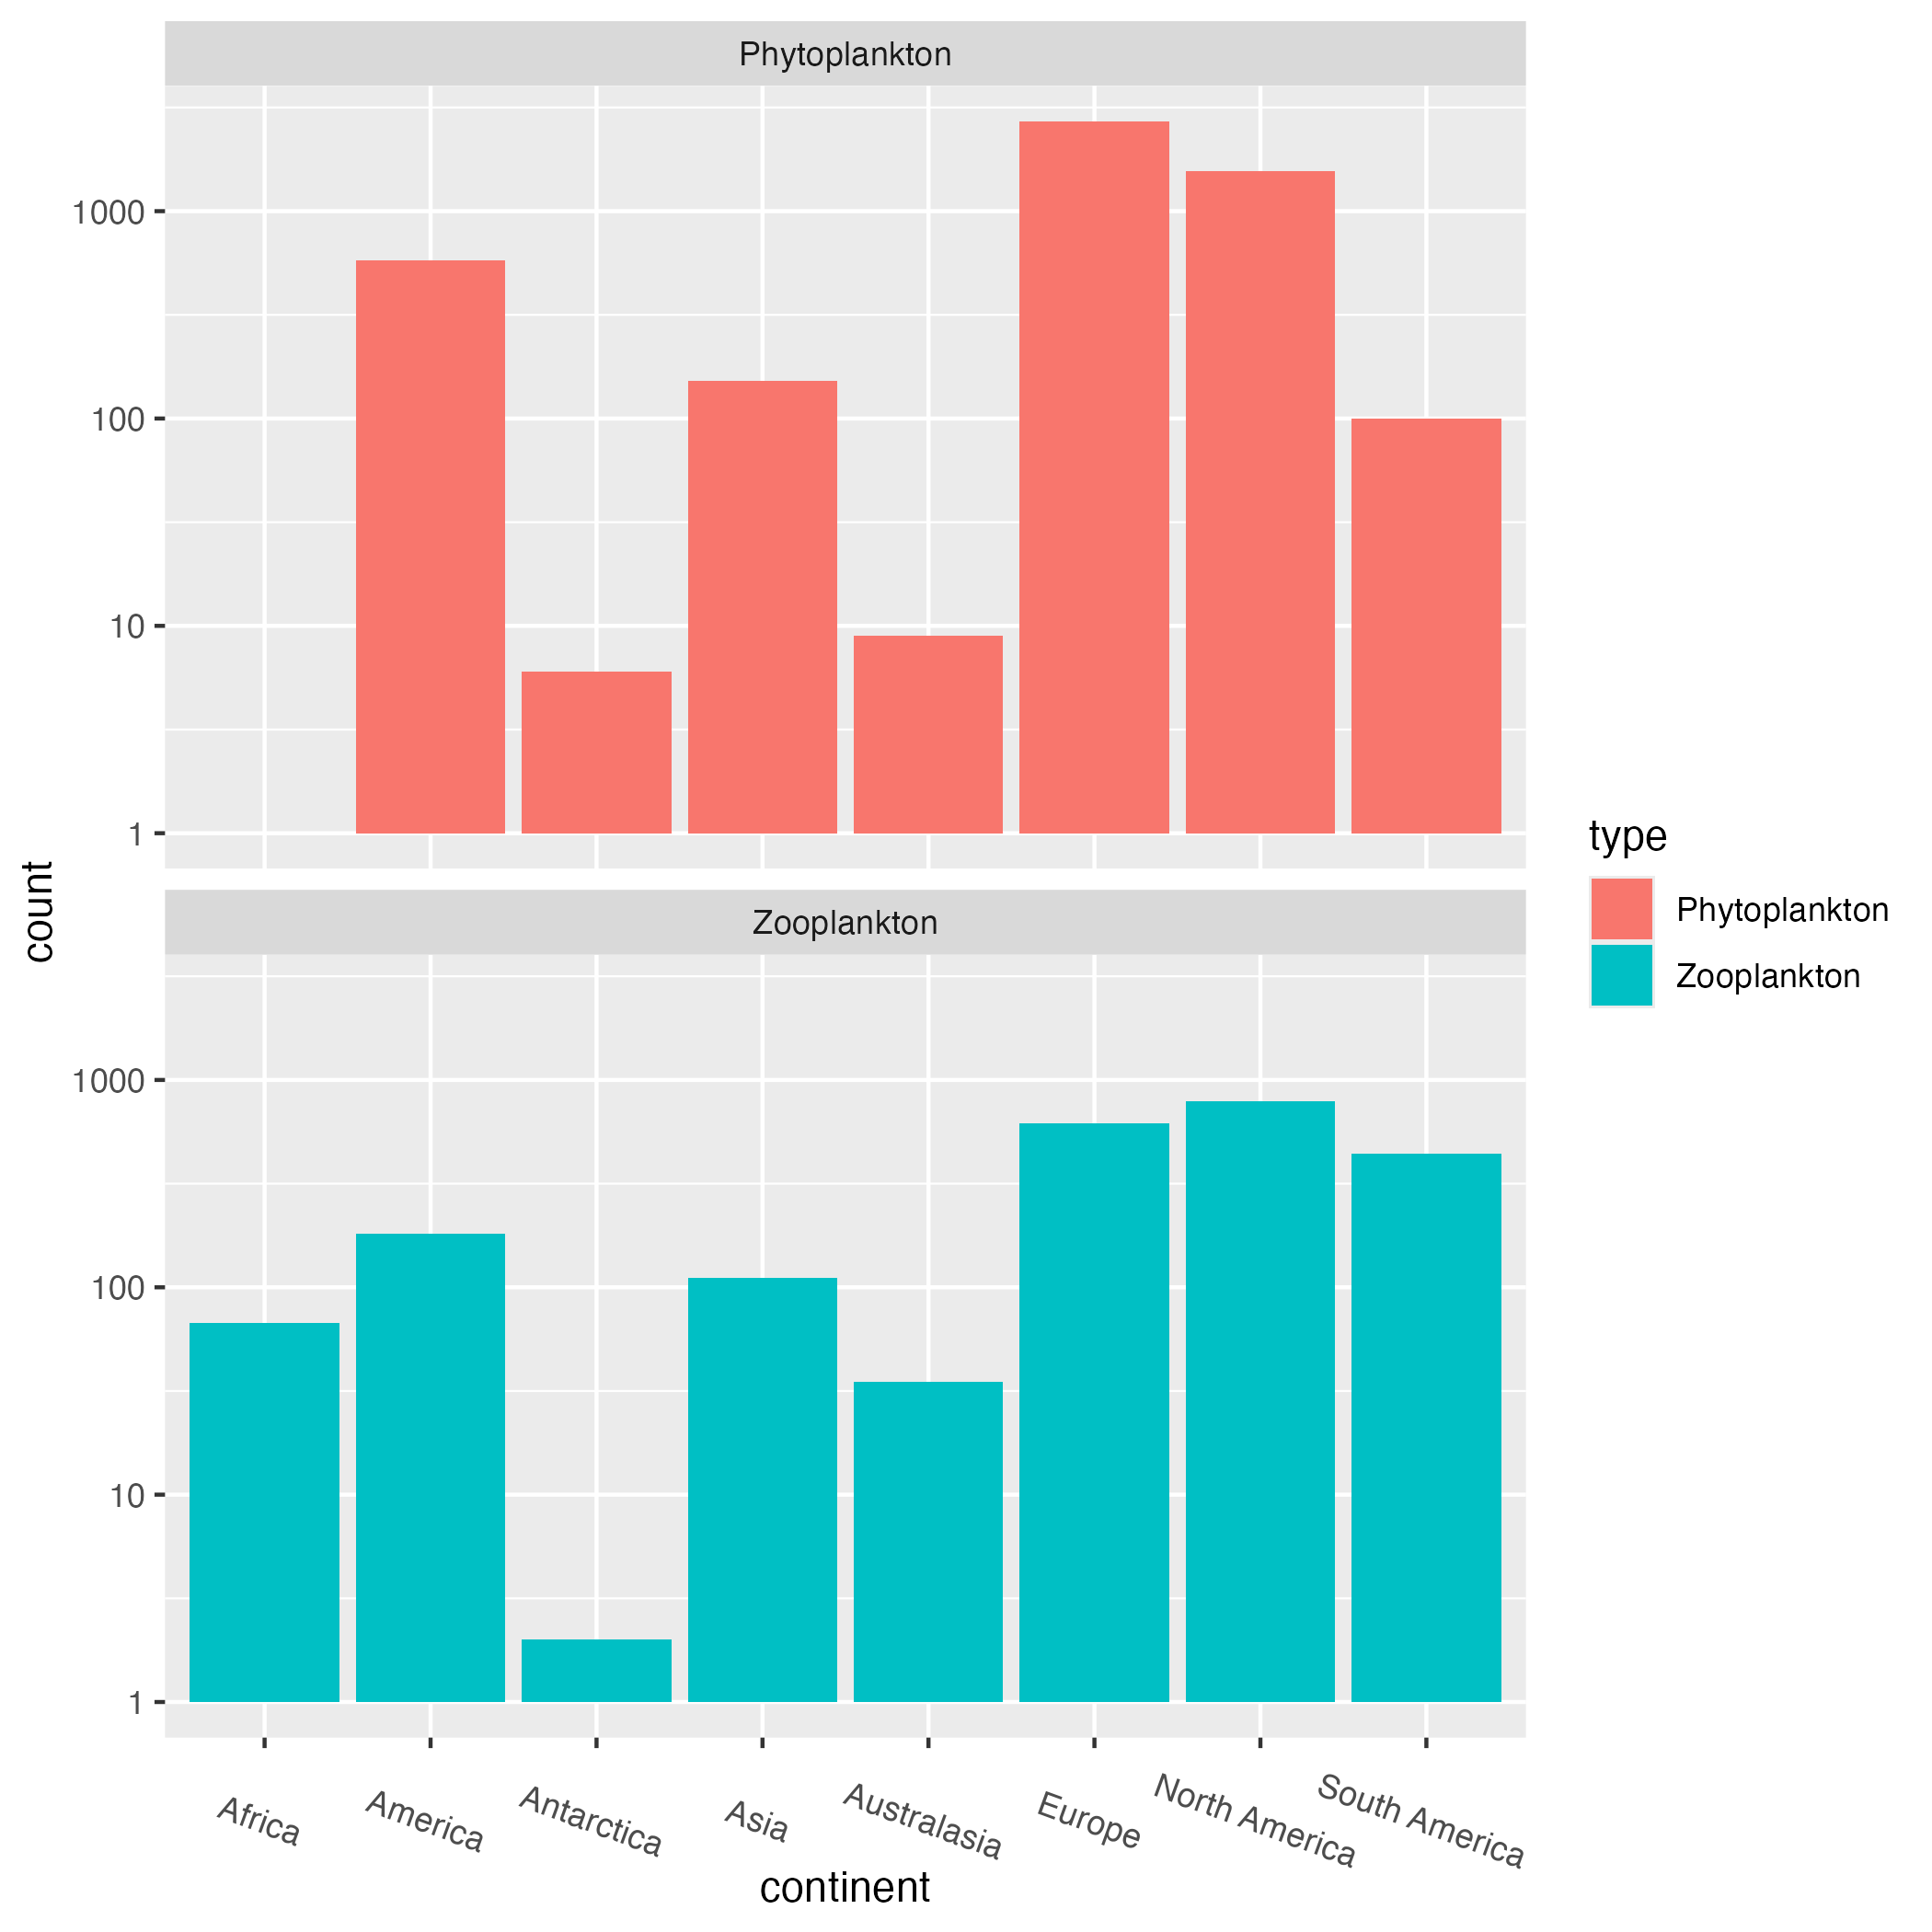 Phytoplankton
1000
100
10
1
Zooplankton
1000
100
10
1
count
Africa
America
Antarctica
Asia
Australasia
Europe
North America
South America
continent
type
Phytoplankton
Zooplankton